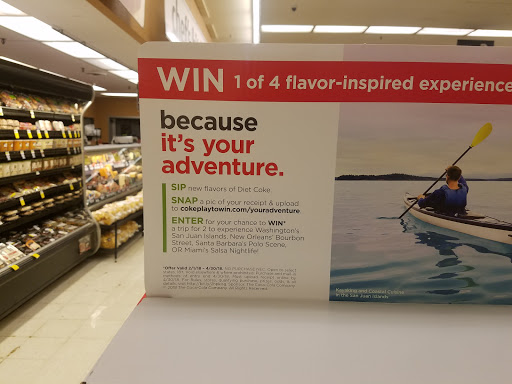 WIN 1 of 4 flavor-inspired experience
because
it's your
adventure.
SIP new flavors of Diet Coke.
SNAP a pic of your receipt & upload
to cokeplaytowin.com/youradventure
ENTER for your chance to WIN*
a trip for 2 to experience Washington's
San Juan Islands, New Orleans' Bourbon
Street, Santa Barbara's Polo Scene,
OR Miami's Salsa Nightlife!
Kayaking and Coastal Cuisine
in the San Juan Islands